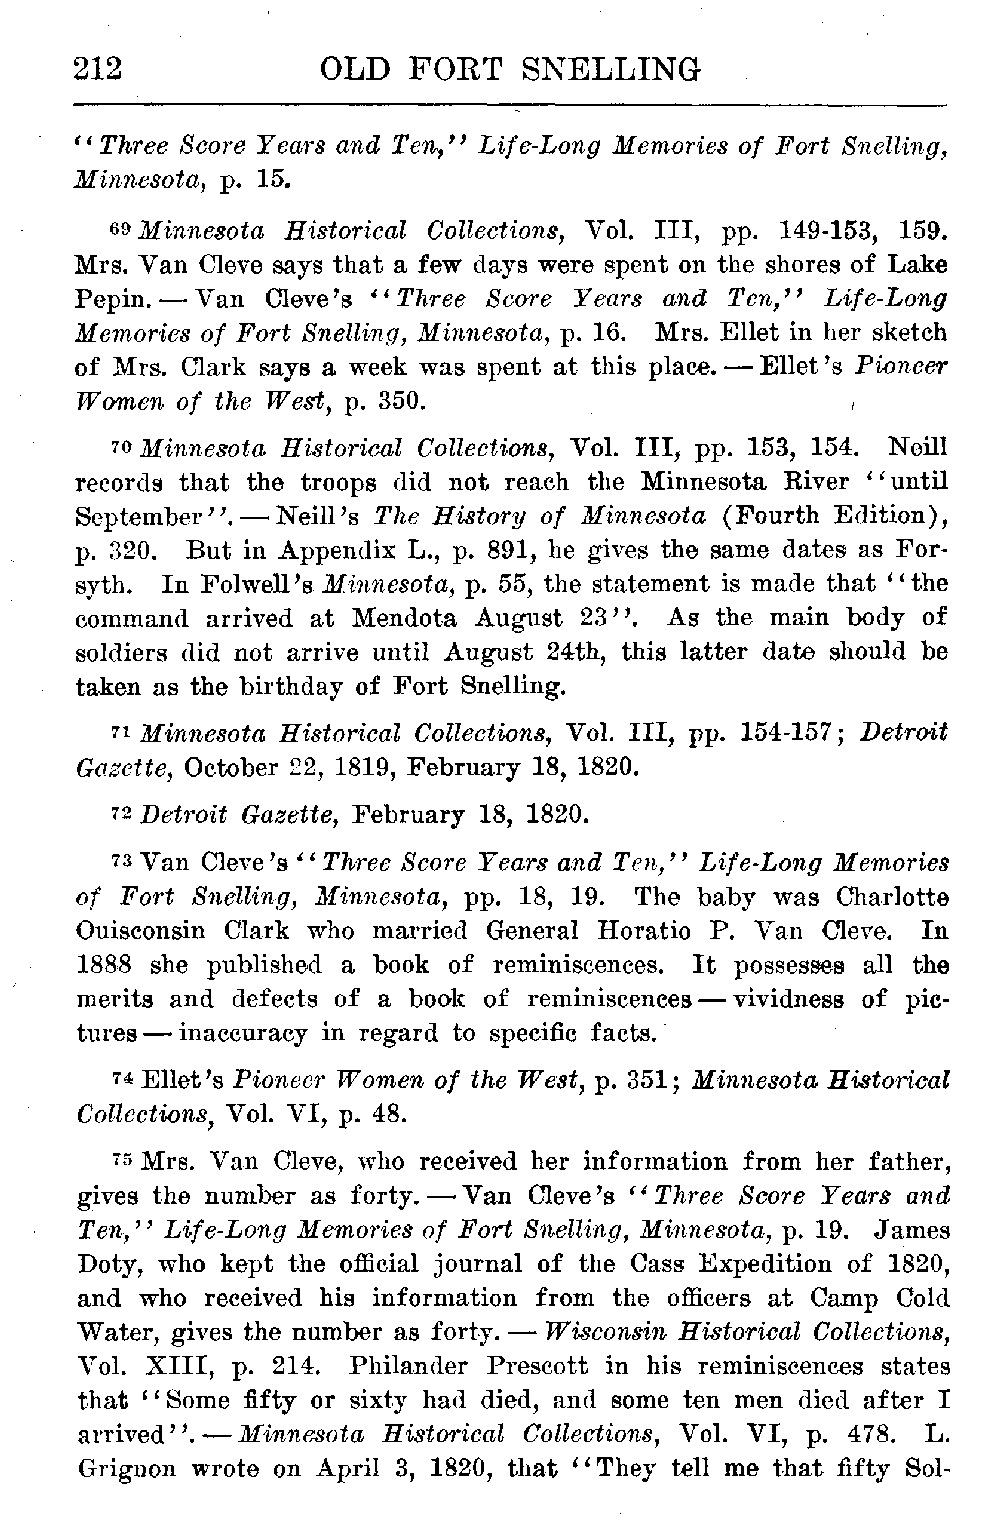 212 OLD FORT SNELLING
"Three Score Years and Ten," Life-Long Memories of Fort Snelling,
Minnesota, p. 15.
69 Minnesota Historical Collections, Vol. III, pp. 149-153, 159.
Mrs. Van Cleve says that a few days were spent on the shores of Lake
Pepin. — Van Cleve's "Three Score Years and Ten," Life-Long
Memories of Fort Snelling, Minnesota, p. 16. Mrs. Ellet in her sketch
of Mrs. Clark says a week was spent at this place. — Ellet's Pioneer
Women of the West, p. 350.
70 Minnesota Historical Collections, Vol. III, pp. 153, 154. Neill
records that the troops did not reach the Minnesota River "until
September". — Neill's The History of Minnesota (Fourth Edition),
p. 320. But in Appendix L., p. 891, he gives the same dates as For-
syth. In Folwell's Minnesota, p. 55, the statement is made that "the
command arrived at Mendota August 23". As the main body of
soldiers did not arrive until August 24th, this latter date should be
taken as the birthday of Fort Snelling.
71 Minnesota Historical Collections, Vol. III, pp. 154-157; Detroit
Gazette, October 22, 1819, February 18, 1820.
72 Detroit Gazette, February 18, 1820.
73 Van Cleve's "Three Score Years and Ten," Life-Long Memories
of Fort Snelling, Minnesota, pp. 18, 19. The baby was Charlotte
Ouisconsin Clark who married General Horatio P. Van Cleve. In
1888 she published a book of reminiscences. It possesses all the
merits and defects of a book of reminiscences — vividness of pic-
tures — inaccuracy in regard to specific facts.
74 Ellet's Pioneer Women of the West, p. 351; Minnesota Historical
Collections, Vol. VI, p. 48.
75 Mrs. Van Cleve, who received her information from her father,
gives the number as forty. — Van Cleve's "Three Score Years and
Ten," Life-Long Memories of Fort Snelling, Minnesota, p. 19. James
Doty, who kept the official journal of the Cass Expedition of 1820,
and who received his information from the officers at Camp Cold
Water, gives the number as forty. — Wisconsin Historical Collections,
Vol. XIII, p. 214. Philander Prescott in his reminiscences states
that "Some fifty or sixty had died, and some ten men died after I
arrived". — Minnesota Historical Collections, Vol. VI, p. 478. L.
Grignon wrote on April 3, 1820, that "They tell me that fifty Sol-